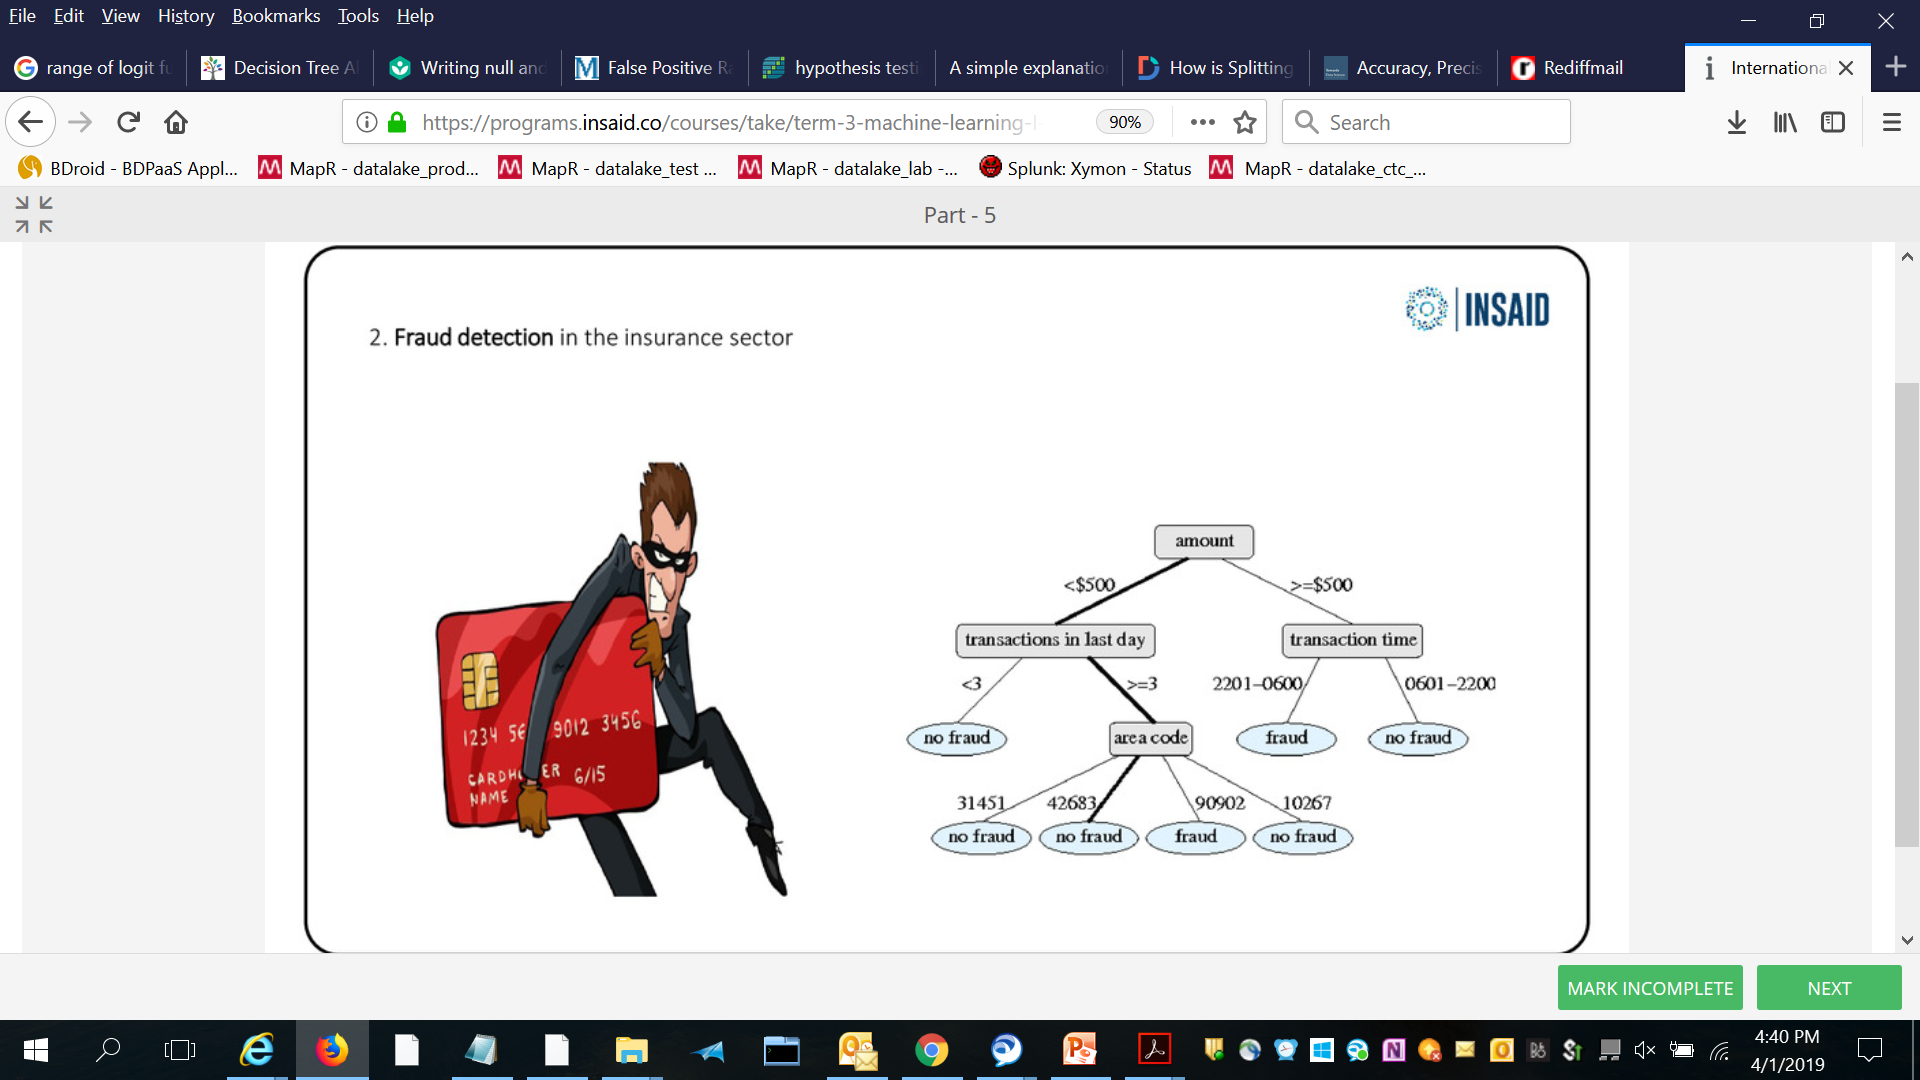 File Edit View History Bookmarks Tools Help
range of logit fu
Decision Tree Al
Writing null and
False Positive Ra
hypothesis testi
A simple explanatio
How is Splitting
Accuracy, Precis
Rediffmail
Internationa
https://programs.insaid.co/courses/take/term-3-machine-learning-l
90%
Search
BDroid - BDPaaS Appl...
MapR - datalake_prod...
MapR - datalake_test ...
MapR - datalake_lab -...
Splunk: Xymon - Status
MapR - datalake_ctc_...
Part - 5
INSAID
2. Fraud detection in the insurance sector
amount
<$500
>=$500
transactions in last day
transaction time
<3
>=3
2201–0600
0601–2200
no fraud
area code
fraud
no fraud
31451
42683
90902
10267
no fraud
no fraud
fraud
no fraud
1234 56 9012 3456
CARDHO ER 6/15
NAME
MARK INCOMPLETE
NEXT
4:40 PM
4/1/2019